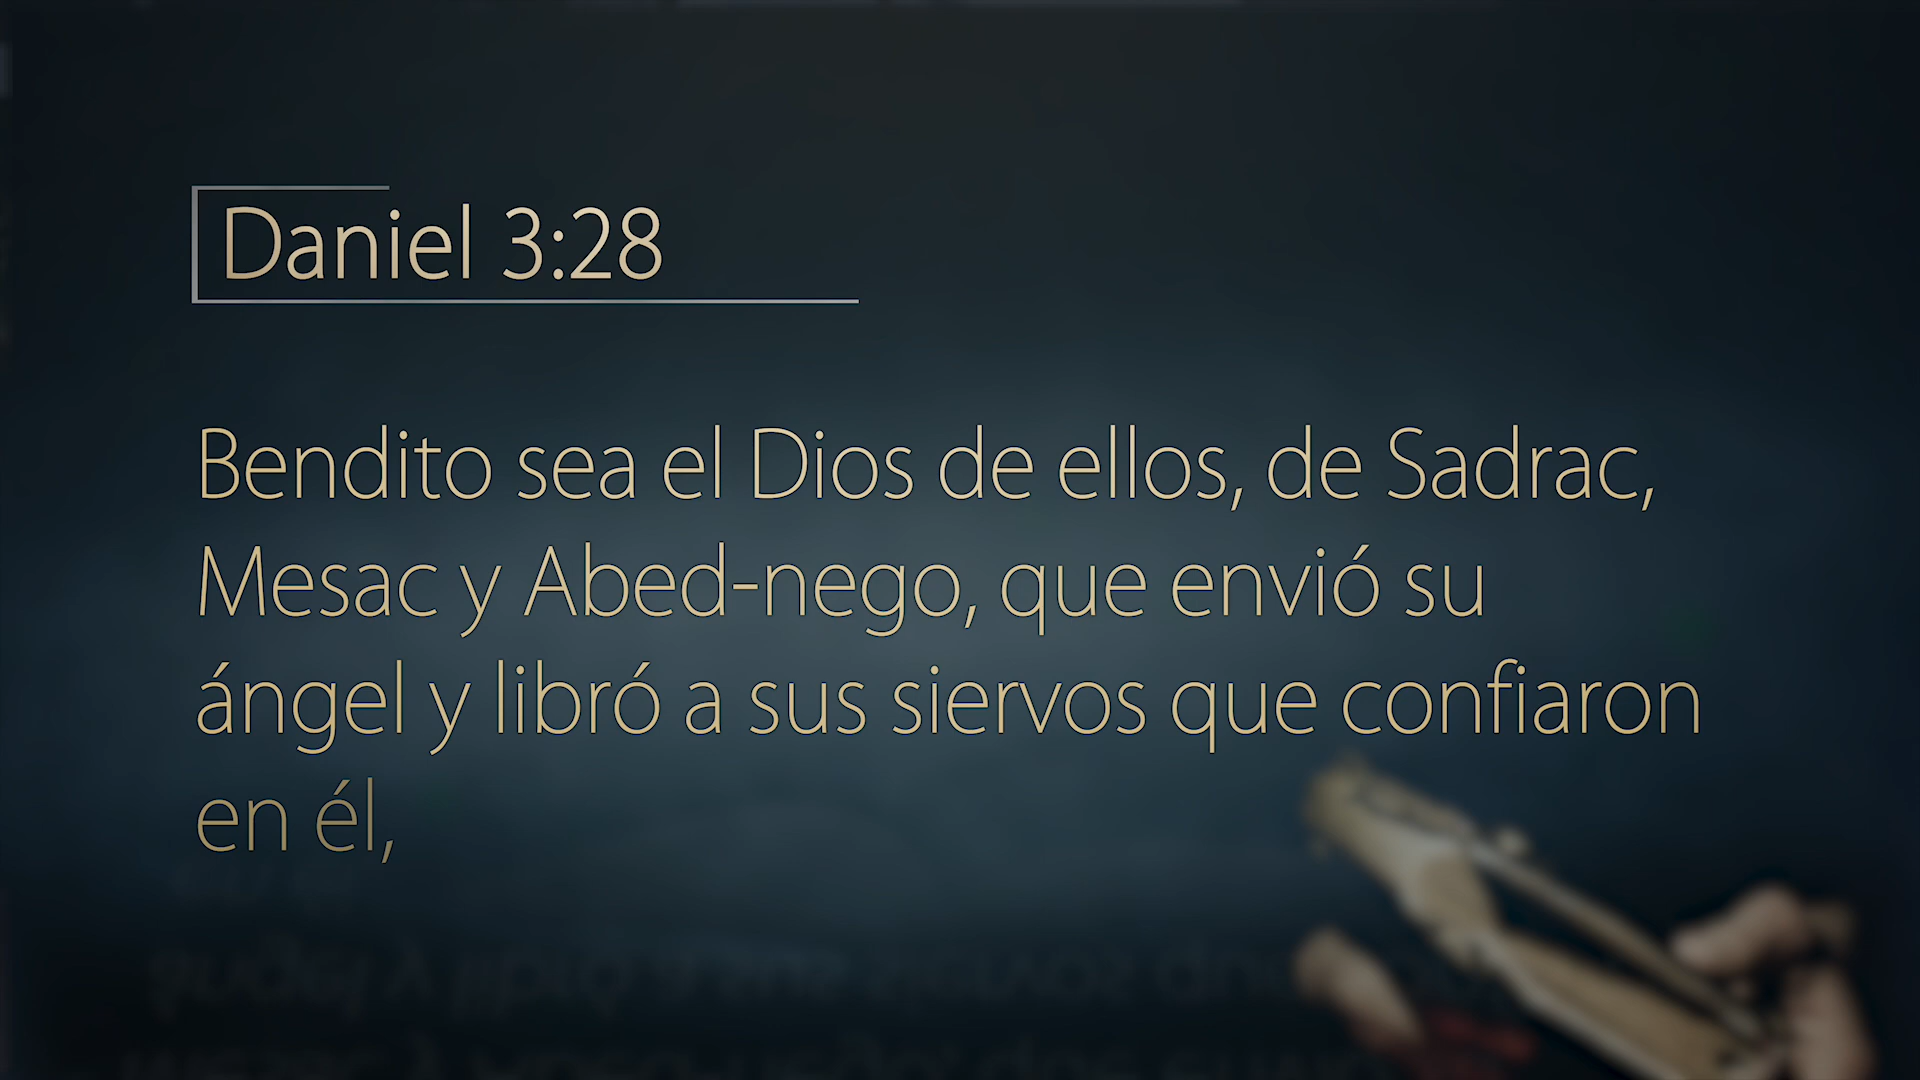 Daniel 3:28
Bendito sea el Dios de ellos, de Sadrac,
Mesac y Abed-nego, que envió su
ángel y libró a sus siervos que confiaron
en él,